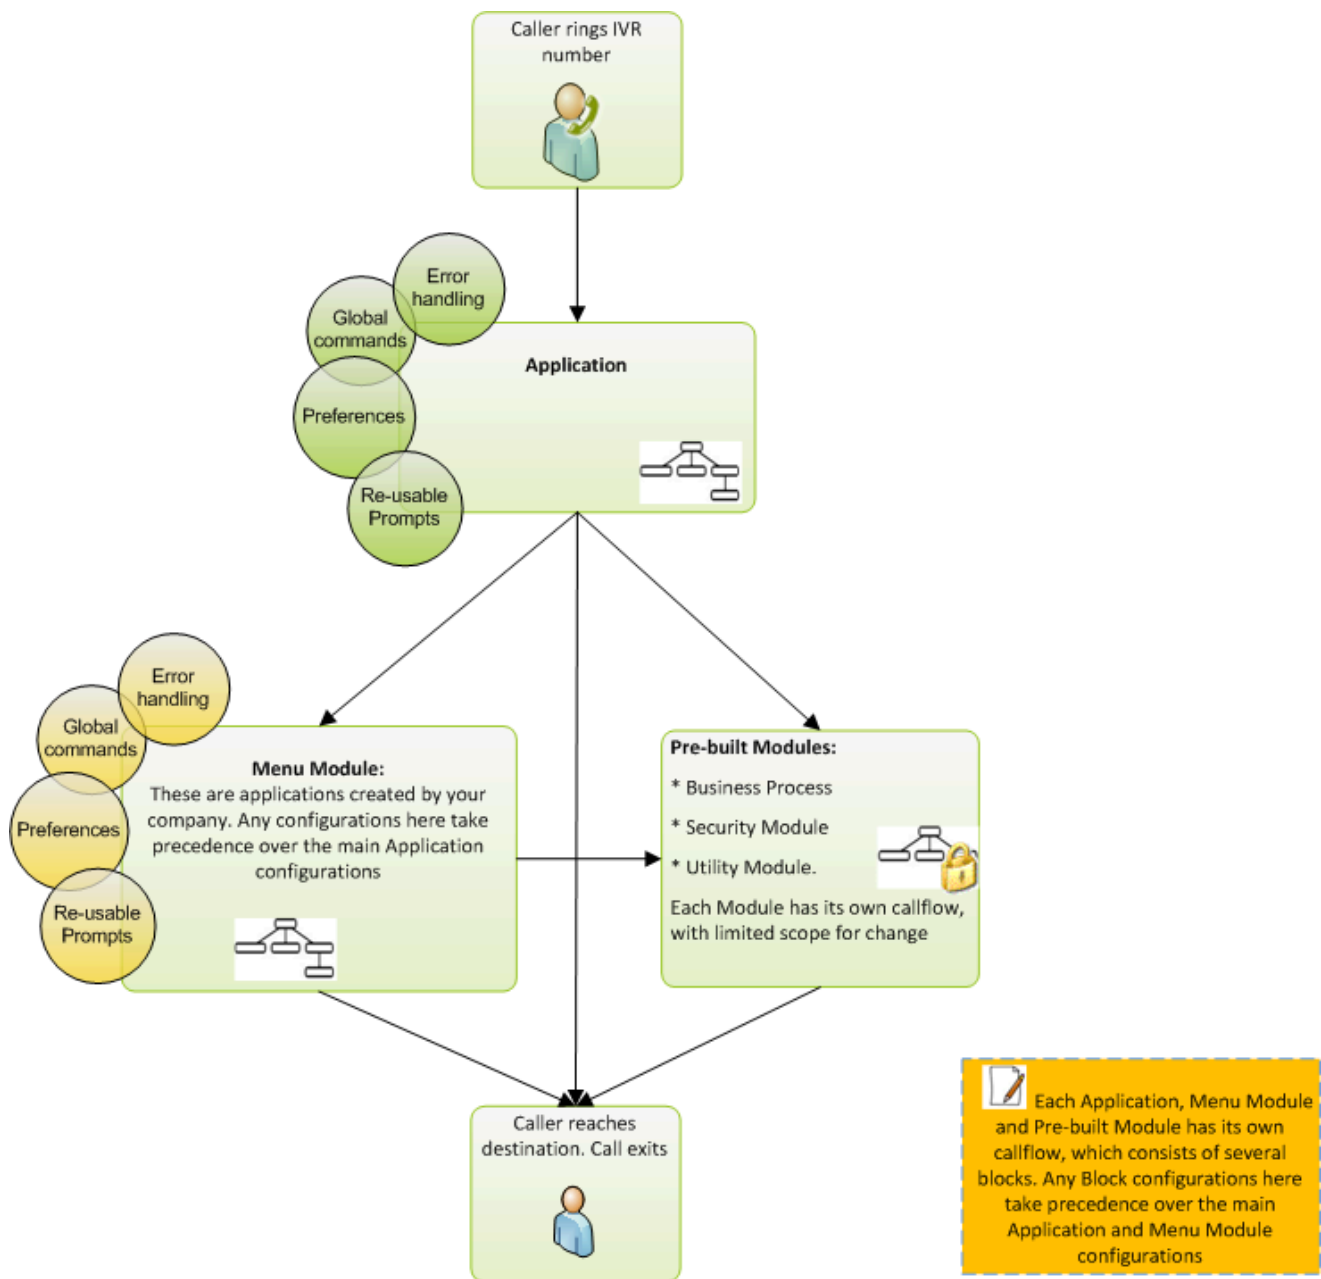 Caller rings IVR
number
Error
handling
Global
commands
Preferences
Re-usable
Prompts
Application
Error
handling
Global
commands
Preferences
Re-usable
Prompts
Menu Module:
These are applications created by your
company. Any configurations here take
precedence over the main Application
configurations
Pre-built Modules:
* Business Process
* Security Module
* Utility Module.
Each Module has its own callflow,
with limited scope for change
Caller reaches
destination. Call exits
Each Application, Menu Module
and Pre-built Module has its own
callflow, which consists of several
blocks. Any Block configurations here
take precedence over the main
Application and Menu Module
configurations